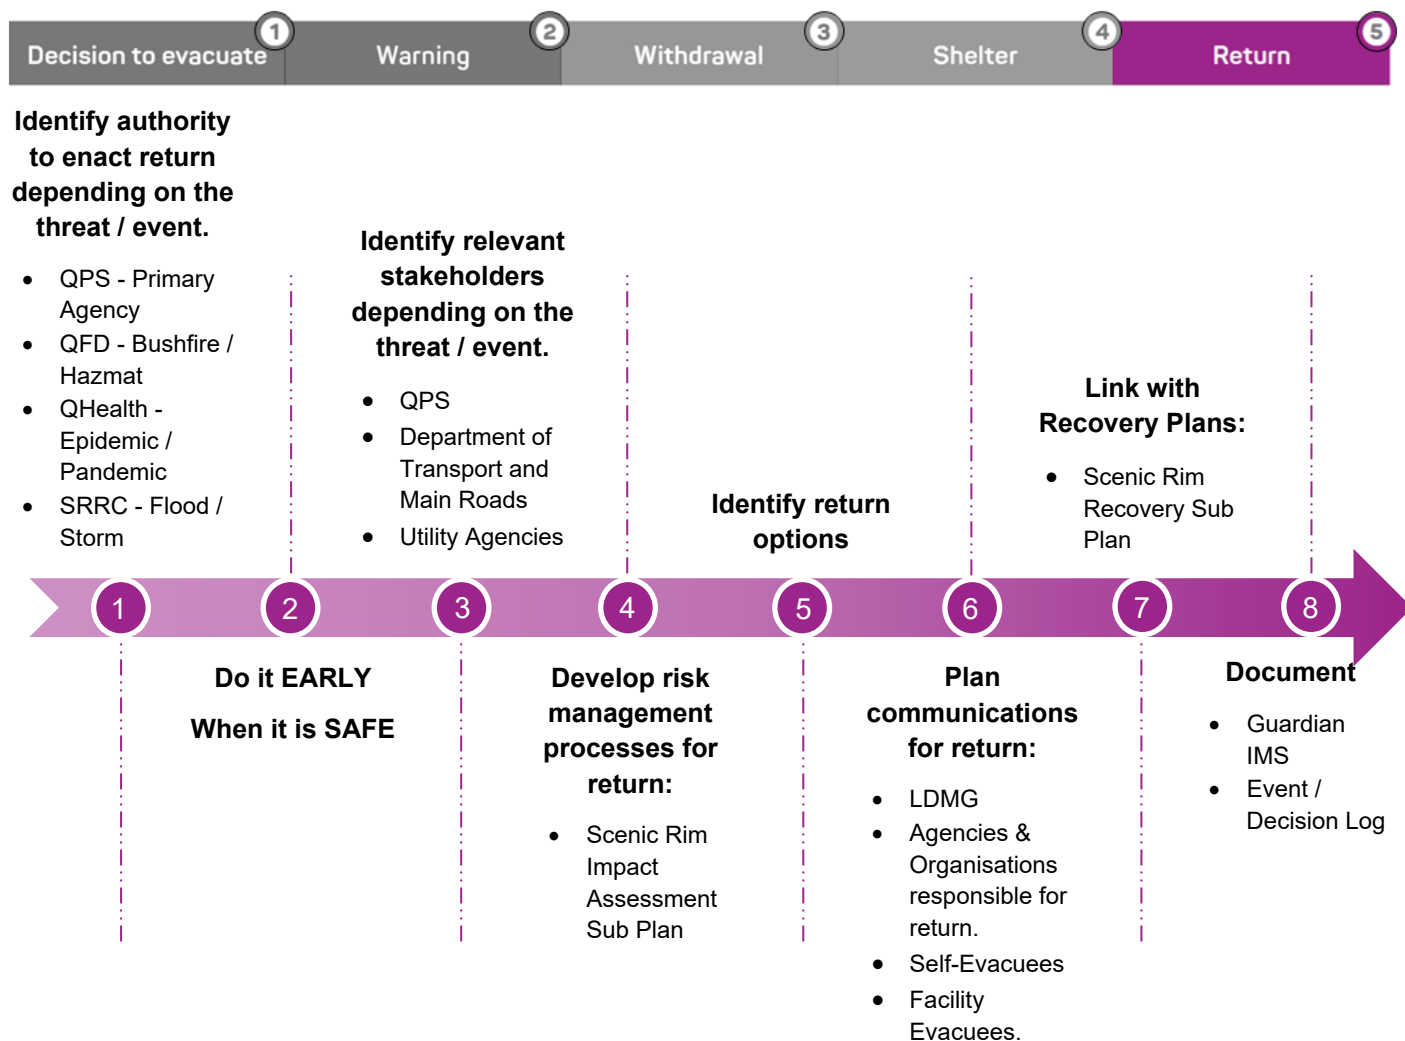 Decision to evacuate 1
Warning 2
Withdrawal 3
Shelter 4
Return 5
Identify authority
to enact return
depending on the
threat / event.
• QPS - Primary
Agency
• QFD - Bushfire /
Hazmat
• QHealth -
Epidemic /
Pandemic
• SRRC - Flood /
Storm
Identify relevant
stakeholders
depending on the
threat / event.
• QPS
• Department of
Transport and
Main Roads
• Utility Agencies
Identify return
options
Link with
Recovery Plans:
• Scenic Rim
Recovery Sub
Plan
1 2 3 4 5 6 7 8
Do it EARLY
When it is SAFE
Develop risk
management
processes for
return:
• Scenic Rim
Impact
Assessment
Sub Plan
Plan
communications
for return:
• LDMG
• Agencies &
Organisations
responsible for
return.
• Self-Evacuees
• Facility
Evacuees.
Document
• Guardian
IMS
• Event /
Decision Log